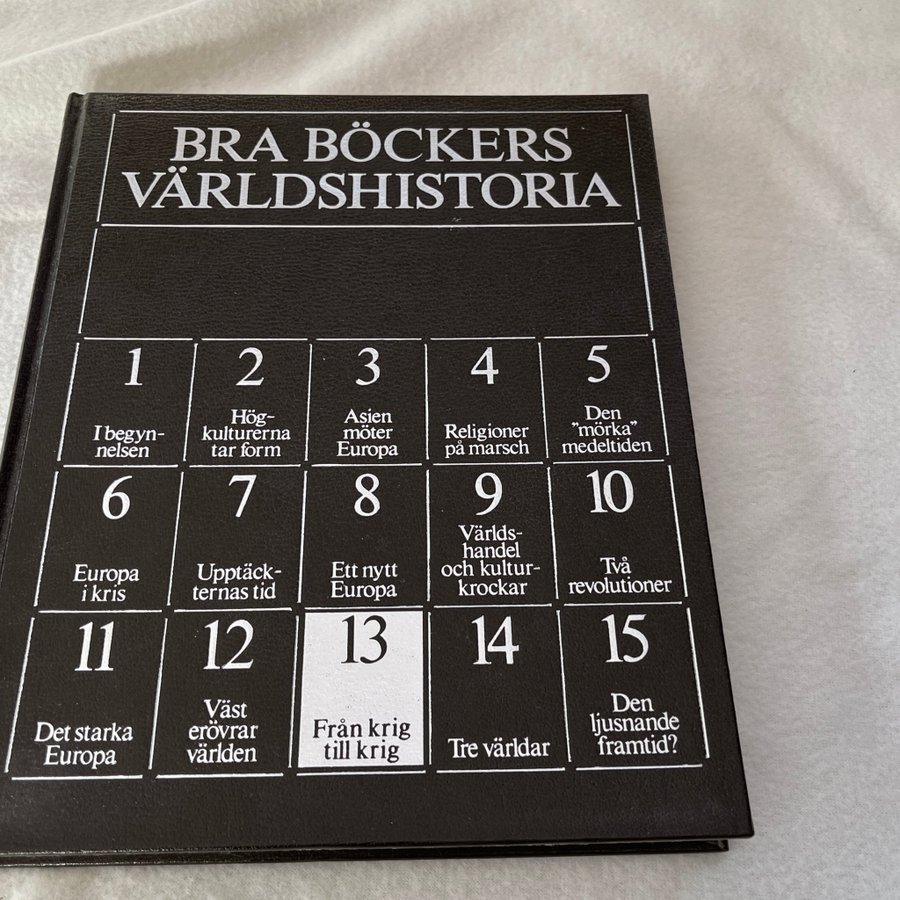 BRA BÖCKERS
VÄRLDSHISTORIA
1
I begyn-
nelsen
2
Hög-
kulturerna
tar form
3
Asien
möter
Europa
4
Religioner
på marsch
5
Den
"mörka"
medeltiden
6
Europa
i kris
7
Upptäck-
ternas tid
8
Ett nytt
Europa
9
Världs-
handel
och kultur-
krockar
10
Två
revolutioner
11
Det starka
Europa
12
Väst
erövrar
världen
13
Från krig
till krig
14
Tre världar
15
Den
ljusnande
framtid?